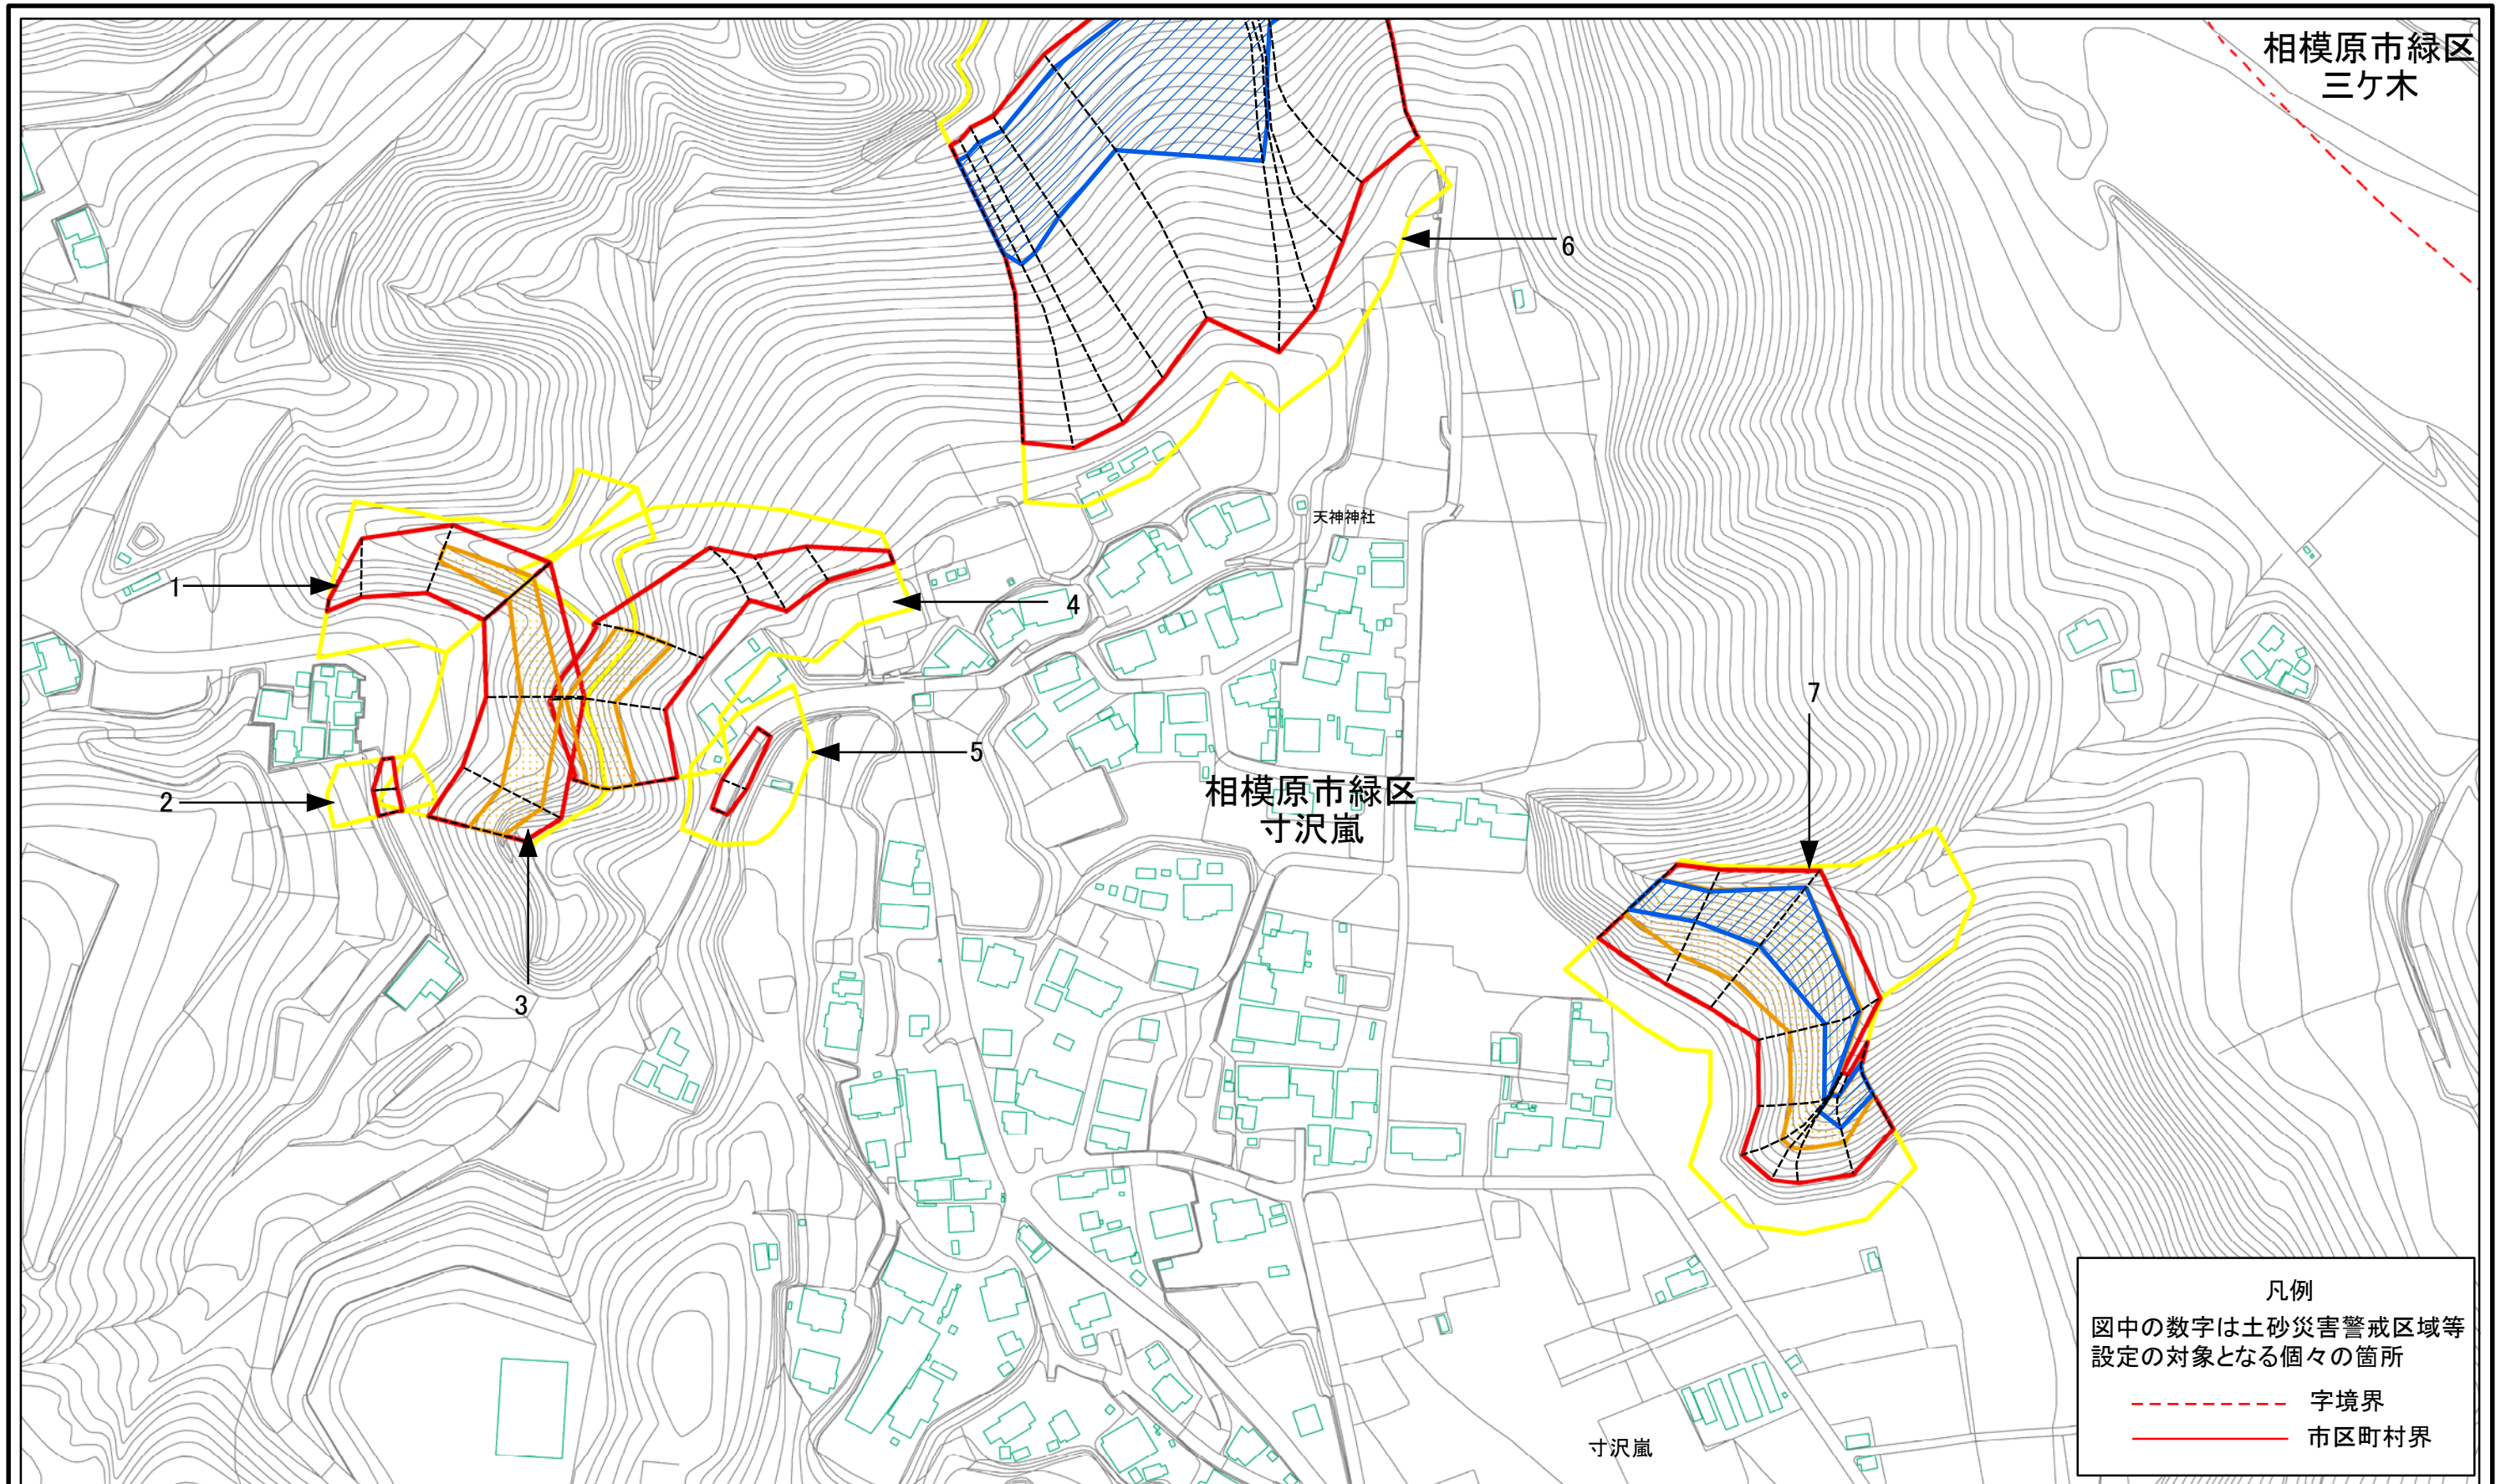 相模原市緑区
三ケ木
6
天神神社
1
4
7
5
2
相模原市緑区
寸沢嵐
3
凡例
図中の数字は土砂災害警戒区域等
設定の対象となる個々の箇所
字境界
市区町村界
寸沢嵐